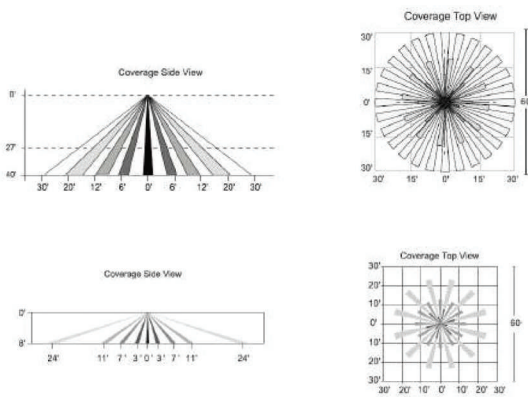 Coverage Side View
0'
27'
40'
30' 20' 12' 6' 0' 6' 12' 20' 30'
Coverage Top View
30'
15'
0'
15'
30'
30' 15' 0' 15' 30'
Coverage Side View
0'
8'
24' 11' 7' 3' 0' 3' 7' 11' 24'
Coverage Top View
30'
20'
10'
0'
10'
20'
30'
30' 20' 10' 0' 10' 20' 30'
60'